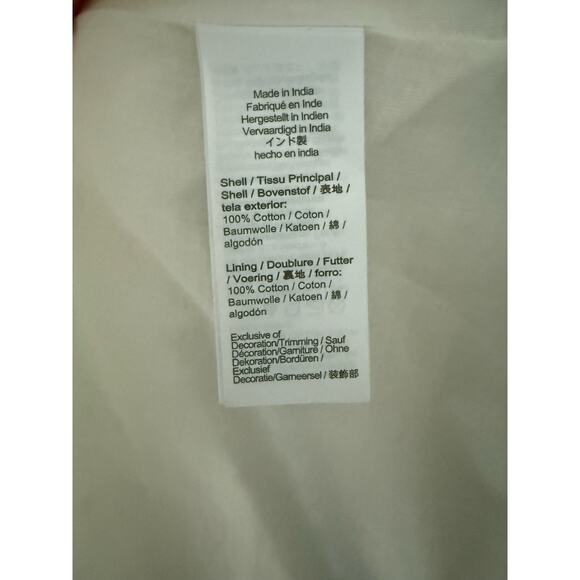 Made in India
Fabriqué en Inde
Hergestellt in Indien
Vervaardigd in India
インド製
hecho en india
Shell / Tissu Principal /
Shell / Bovenstof / 表地 /
tela exterior:
100% Cotton / Coton /
Baumwolle / Katoen / 綿 /
algodón
Lining / Doublure / Futter
/ Voering / 裏地 / forro:
100% Cotton / Coton /
Baumwolle / Katoen / 綿 /
algodón
Exclusive of
Decoration/Trimming / Sauf
Décoration/Garniture / Ohne
Dekoration/Bordüren /
Exclusief
Decoratie/Garneersel / 装飾部